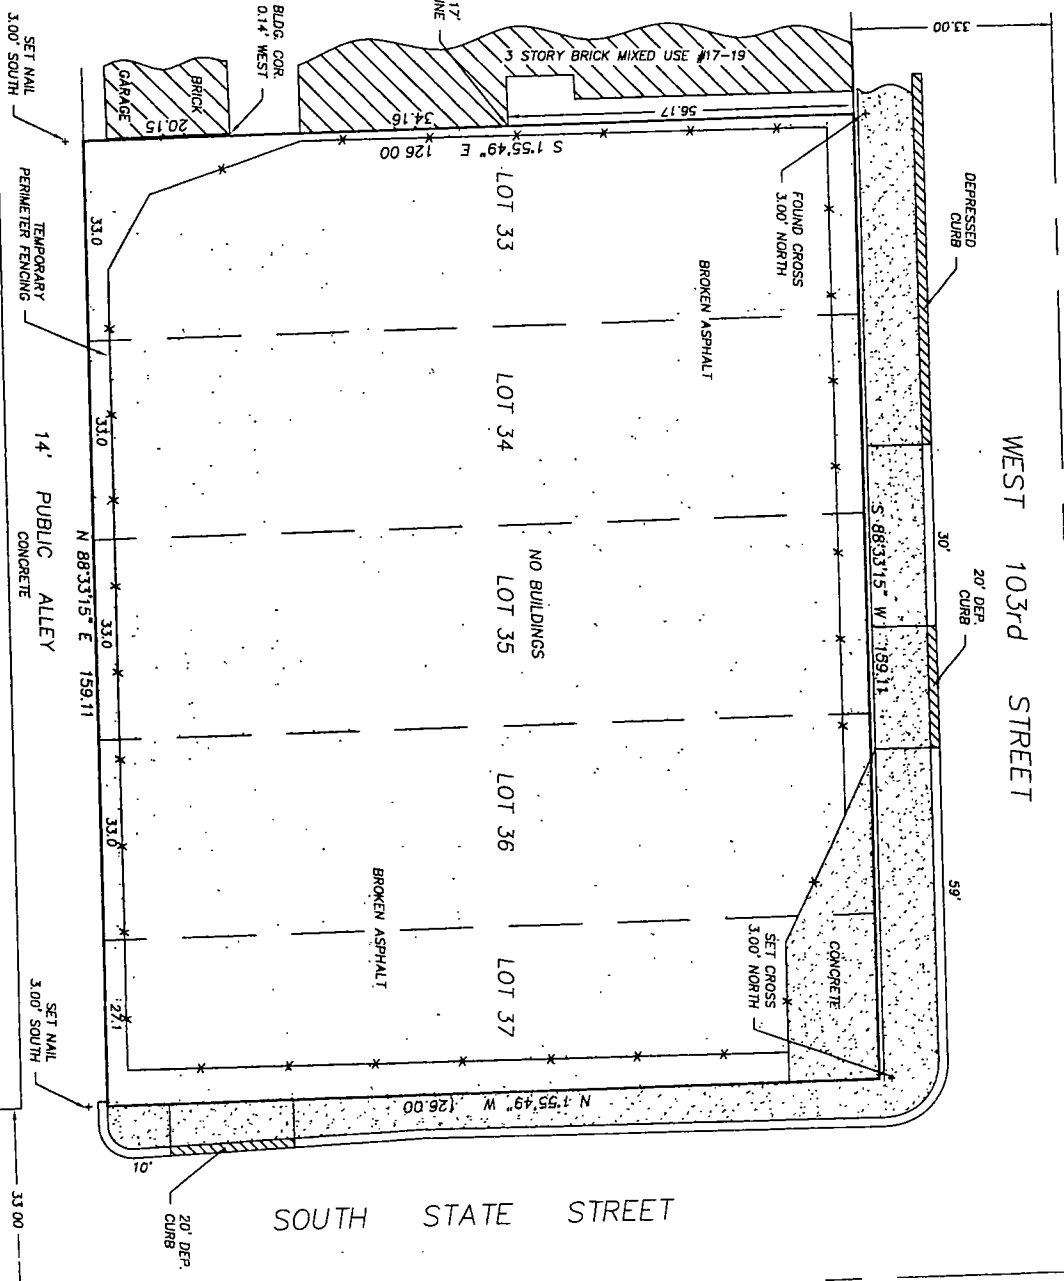 WEST 103rd STREET
33.00
DEPRESSED
CURB
30'
20' DEP.
CURB
59'
S 88°33'15" W 159.11
FOUND CROSS
3.00' NORTH
3 STORY BRICK MIXED USE #17-19
56.17
17'
34.16
S 1°55'49" E 126.00
BLDG. COR.
0.14' WEST
BRICK
GARAGE
20.15
SET NAIL
3.00' SOUTH
TEMPORARY
PERIMETER FENCING
BROKEN ASPHALT
LOT 33
LOT 34
NO BUILDINGS
LOT 35
LOT 36
LOT 37
BROKEN ASPHALT
CONCRETE
SET CROSS
3.00' NORTH
33.0
33.0
33.0
33.0
27.1
N 88°33'15" E 159.11
14' PUBLIC ALLEY
CONCRETE
SET NAIL
3.00' SOUTH
N 1°55'49" W 126.00
10'
20' DEP.
CURB
SOUTH STATE STREET
33.00